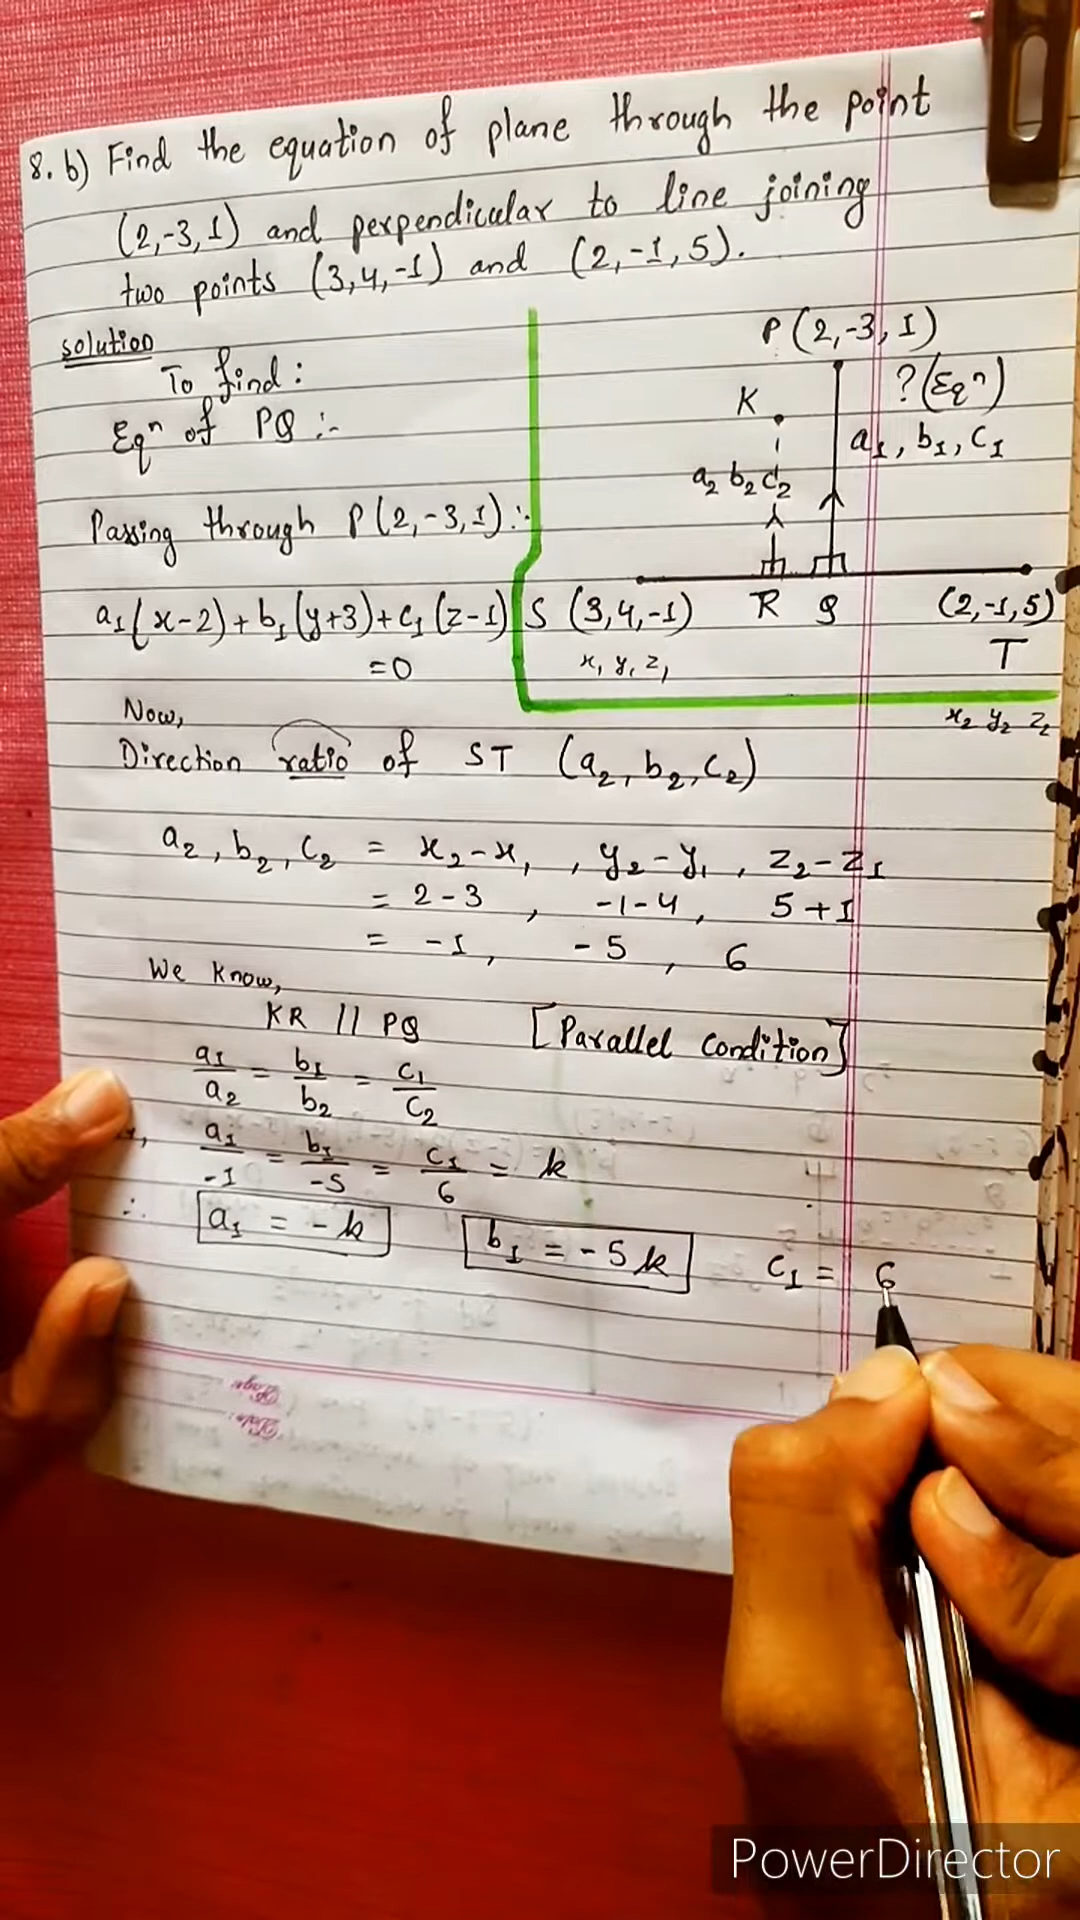 8. b) Find the equation of plane through the point
(2,-3,1) and perpendicular to line joining
two points (3,4,-1) and (2,-1,5).
solution
To find :
Eqⁿ of PQ :-
Passing through P(2,-3,1) :-
a₁(x-2)+b₁(y+3)+c₁(z-1)
=0
P(2,-3,1)
K
?(Eqⁿ)
a₁, b₁, c₁
a₂ b₂ c₂
S (3,4,-1) R Q (2,-1,5)
x₁ y₁ z₁ T
x₂ y₂ z₂
Now,
Direction ratio of ST (a₂, b₂, c₂)
a₂, b₂, c₂ = x₂-x₁, y₂-y₁, z₂-z₁
= 2-3, -1-4, 5+1
= -1, -5, 6
We know,
KR // PQ [Parallel condition]
a₁/a₂ = b₁/b₂ = c₁/c₂
a₁/-1 = b₁/-5 = c₁/6 = k
∴ a₁ = -k b₁ = -5k c₁ = 6
Page
Date:
PowerDirector